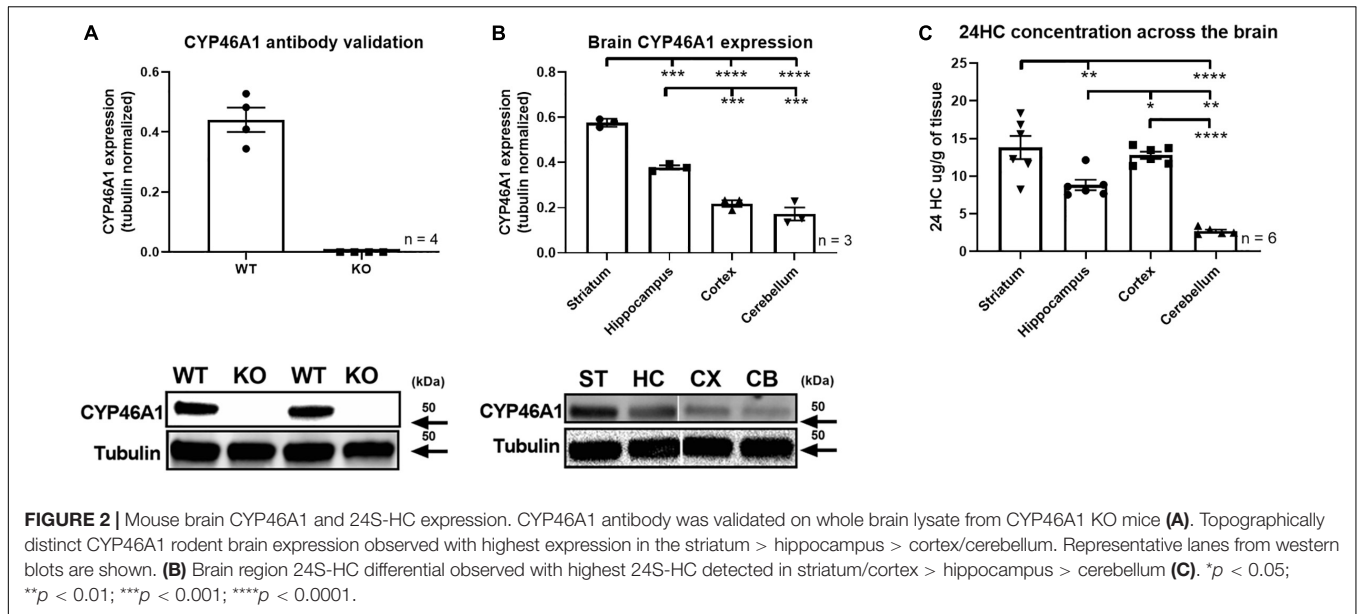 A
CYP46A1 antibody validation
CYP46A1 expression
(tubulin normalized)
0.6
0.4
0.2
0.0
n = 4
WT
KO
WT KO WT KO (kDa)
CYP46A1
50
Tubulin
50
B
Brain CYP46A1 expression
CYP46A1 expression
(tubulin normalized)
0.8
0.6
0.4
0.2
0.0
*** **** ****
*** ***
n = 3
Striatum
Hippocampus
Cortex
Cerebellum
ST HC CX CB (kDa)
CYP46A1
50
Tubulin
50
C
24HC concentration across the brain
24 HC ug/g of tissue
25
20
15
10
5
0
** ****
* **
****
n = 6
Striatum
Hippocampus
Cortex
Cerebellum
FIGURE 2 | Mouse brain CYP46A1 and 24S-HC expression. CYP46A1 antibody was validated on whole brain lysate from CYP46A1 KO mice (A). Topographically
distinct CYP46A1 rodent brain expression observed with highest expression in the striatum > hippocampus > cortex/cerebellum. Representative lanes from western
blots are shown. (B) Brain region 24S-HC differential observed with highest 24S-HC detected in striatum/cortex > hippocampus > cerebellum (C). *p < 0.05;
**p < 0.01; ***p < 0.001; ****p < 0.0001.